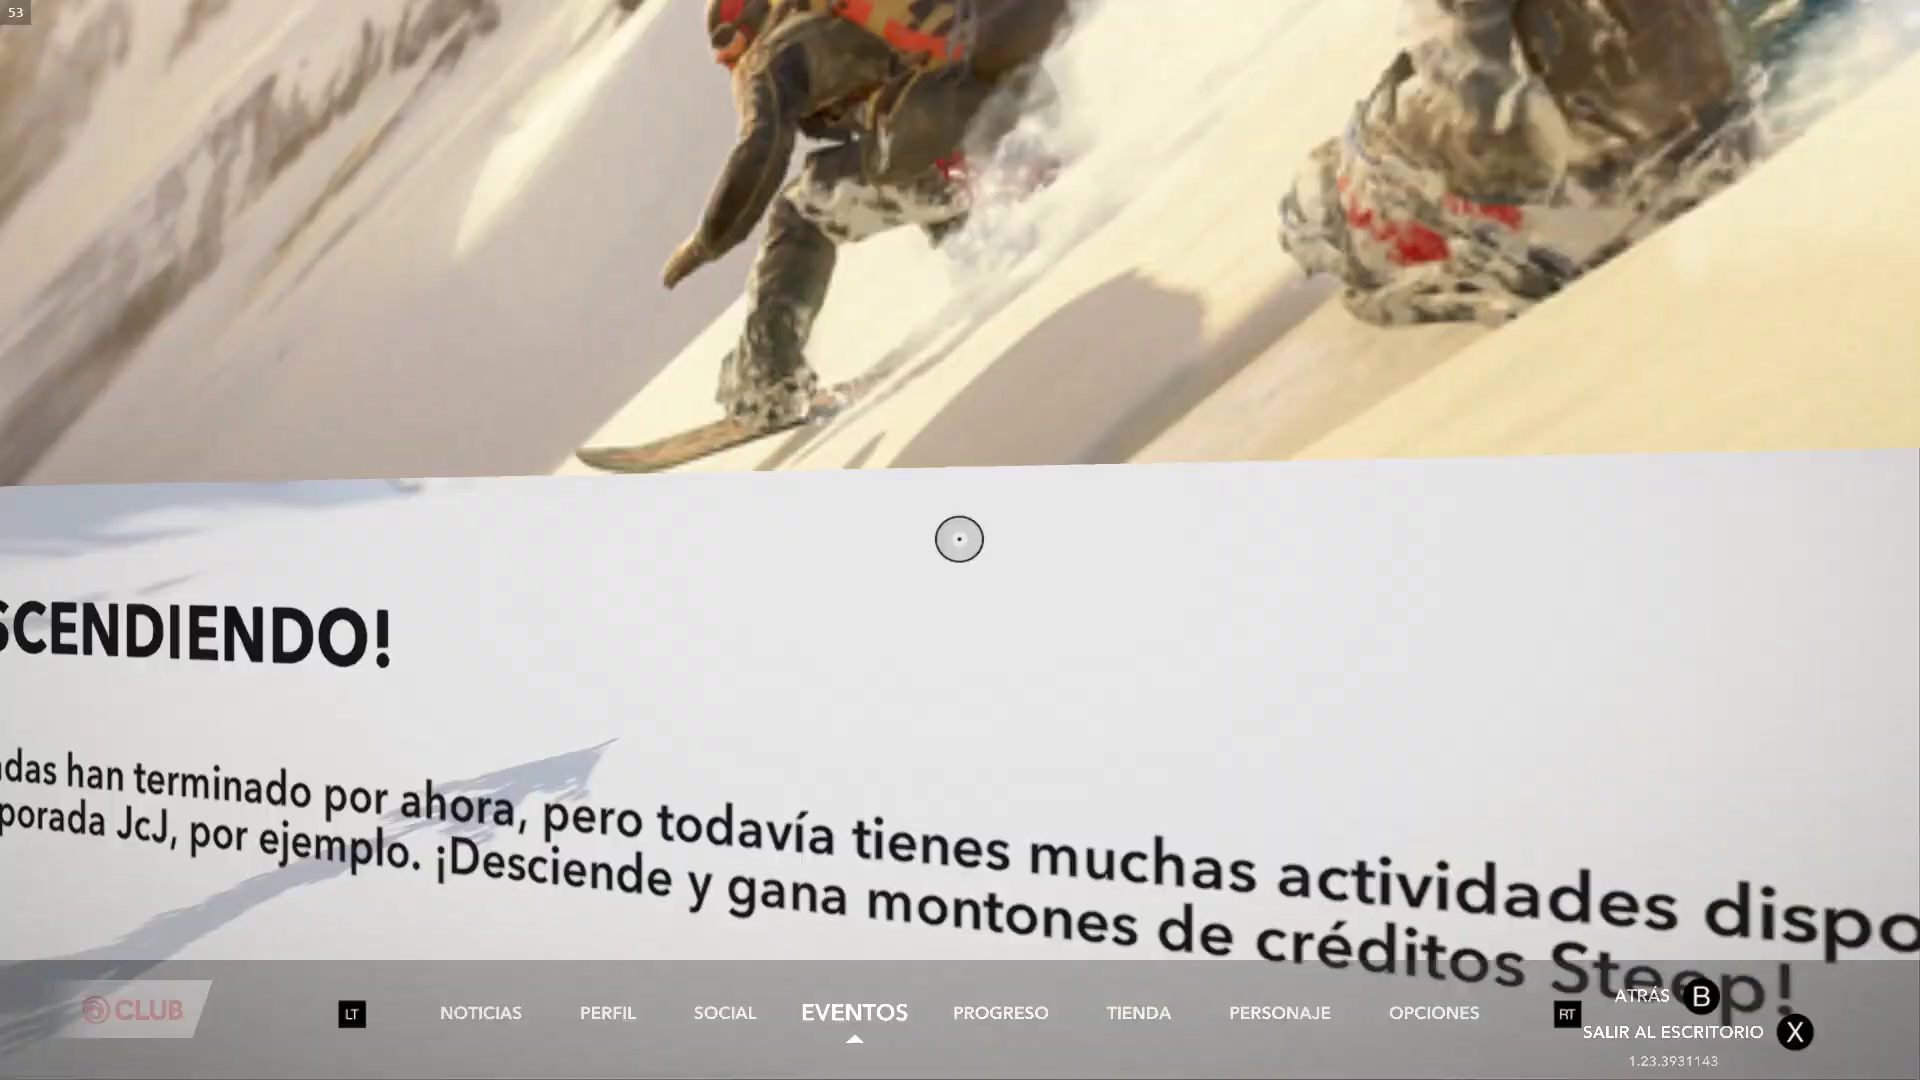 53
SCENDIENDO!
adas han terminado por ahora, pero todavía tienes muchas actividades dispo
porada JcJ, por ejemplo. ¡Desciende y gana montones de créditos Steep!
CLUB
LT
NOTICIAS
PERFIL
SOCIAL
EVENTOS
PROGRESO
TIENDA
PERSONAJE
OPCIONES
RT
ATRÁS B
SALIR AL ESCRITORIO X
1.23.3931143